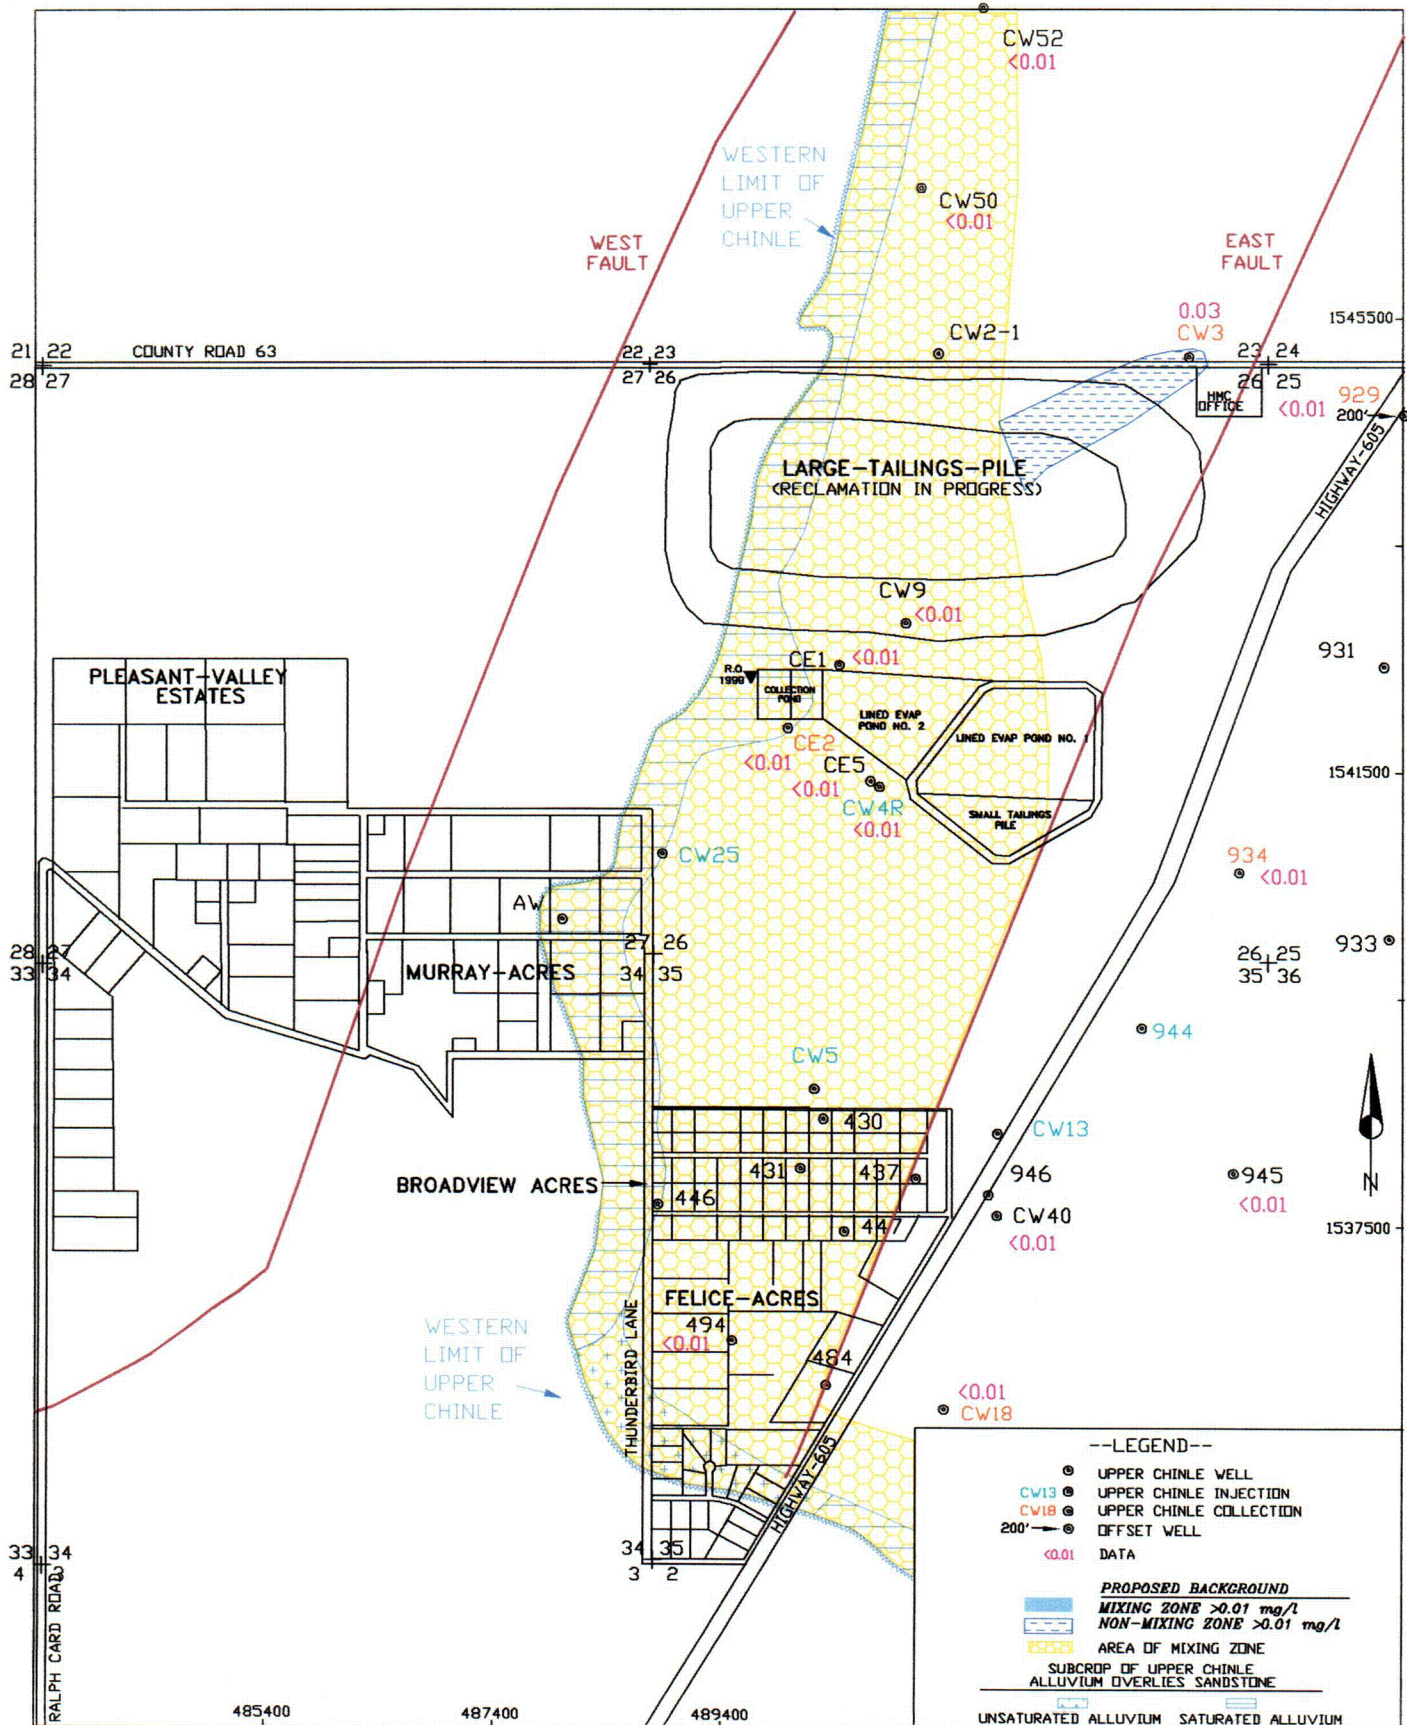 CW52
<0.01
WESTERN
LIMIT OF
UPPER
CHINLE
CW50
<0.01
WEST
FAULT
EAST
FAULT
0.03
CW3
1545500
CW2-1
21 22
COUNTY ROAD 63
22 23
23 24
28 27
27 26
26 25
HMC
OFFICE
<0.01
929
200'
HIGHWAY-605
LARGE-TAILINGS-PILE
(RECLAMATION IN PROGRESS)
CW9
<0.01
931
CE1
<0.01
R.O.
1999
COLLECTION
POND
PLEASANT-VALLEY
ESTATES
LINED EVAP
POND NO. 2
LINED EVAP POND NO. 1
CE2
<0.01
CE5
<0.01
1541500
CW4R
<0.01
SMALL TAILINGS
PILE
CW25
934
<0.01
AW
28 27
33 34
27 26
34 35
933
26 25
35 36
MURRAY-ACRES
944
CW5
430
CW13
431
437
946
945
<0.01
BROADVIEW ACRES
446
CW40
<0.01
447
1537500
N
FELICE-ACRES
494
<0.01
WESTERN
LIMIT OF
UPPER
CHINLE
THUNDERBIRD LANE
484
<0.01
CW18
HIGHWAY-605
33 34
4 3
34 35
3 2
RALPH CARD ROAD
--LEGEND--
UPPER CHINLE WELL
CW13 UPPER CHINLE INJECTION
CW18 UPPER CHINLE COLLECTION
200' OFFSET WELL
<0.01 DATA
PROPOSED BACKGROUND
MIXING ZONE >0.01 mg/l
NON-MIXING ZONE >0.01 mg/l
AREA OF MIXING ZONE
SUBCROP OF UPPER CHINLE
ALLUVIUM OVERLIES SANDSTONE
UNSATURATED ALLUVIUM SATURATED ALLUVIUM
485400
487400
489400